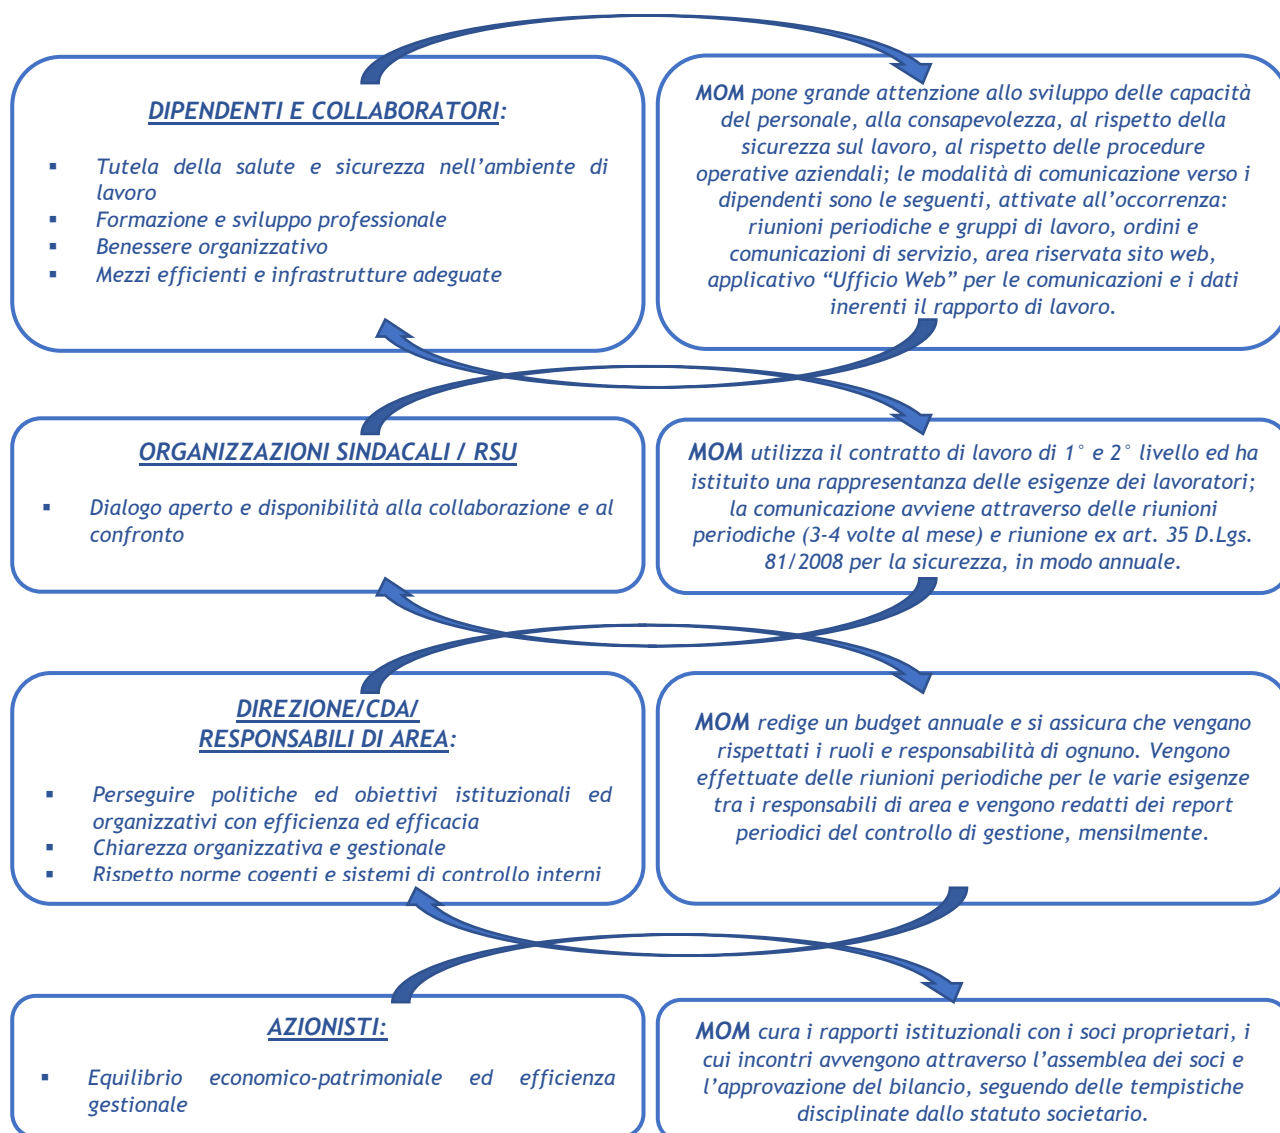 DIPENDENTI E COLLABORATORI:
▪ Tutela della salute e sicurezza nell’ambiente di
lavoro
▪ Formazione e sviluppo professionale
▪ Benessere organizzativo
▪ Mezzi efficienti e infrastrutture adeguate
MOM pone grande attenzione allo sviluppo delle capacità
del personale, alla consapevolezza, al rispetto della
sicurezza sul lavoro, al rispetto delle procedure
operative aziendali; le modalità di comunicazione verso i
dipendenti sono le seguenti, attivate all’occorrenza:
riunioni periodiche e gruppi di lavoro, ordini e
comunicazioni di servizio, area riservata sito web,
applicativo “Ufficio Web” per le comunicazioni e i dati
inerenti il rapporto di lavoro.
ORGANIZZAZIONI SINDACALI / RSU
▪ Dialogo aperto e disponibilità alla collaborazione e al
confronto
MOM utilizza il contratto di lavoro di 1° e 2° livello ed ha
istituito una rappresentanza delle esigenze dei lavoratori;
la comunicazione avviene attraverso delle riunioni
periodiche (3-4 volte al mese) e riunione ex art. 35 D.Lgs.
81/2008 per la sicurezza, in modo annuale.
DIREZIONE/CDA/
RESPONSABILI DI AREA:
▪ Perseguire politiche ed obiettivi istituzionali ed
organizzativi con efficienza ed efficacia
▪ Chiarezza organizzativa e gestionale
▪ Rispetto norme cogenti e sistemi di controllo interni
MOM redige un budget annuale e si assicura che vengano
rispettati i ruoli e responsabilità di ognuno. Vengono
effettuate delle riunioni periodiche per le varie esigenze
tra i responsabili di area e vengono redatti dei report
periodici del controllo di gestione, mensilmente.
AZIONISTI:
▪ Equilibrio economico-patrimoniale ed efficienza
gestionale
MOM cura i rapporti istituzionali con i soci proprietari, i
cui incontri avvengono attraverso l’assemblea dei soci e
l’approvazione del bilancio, seguendo delle tempistiche
disciplinate dallo statuto societario.